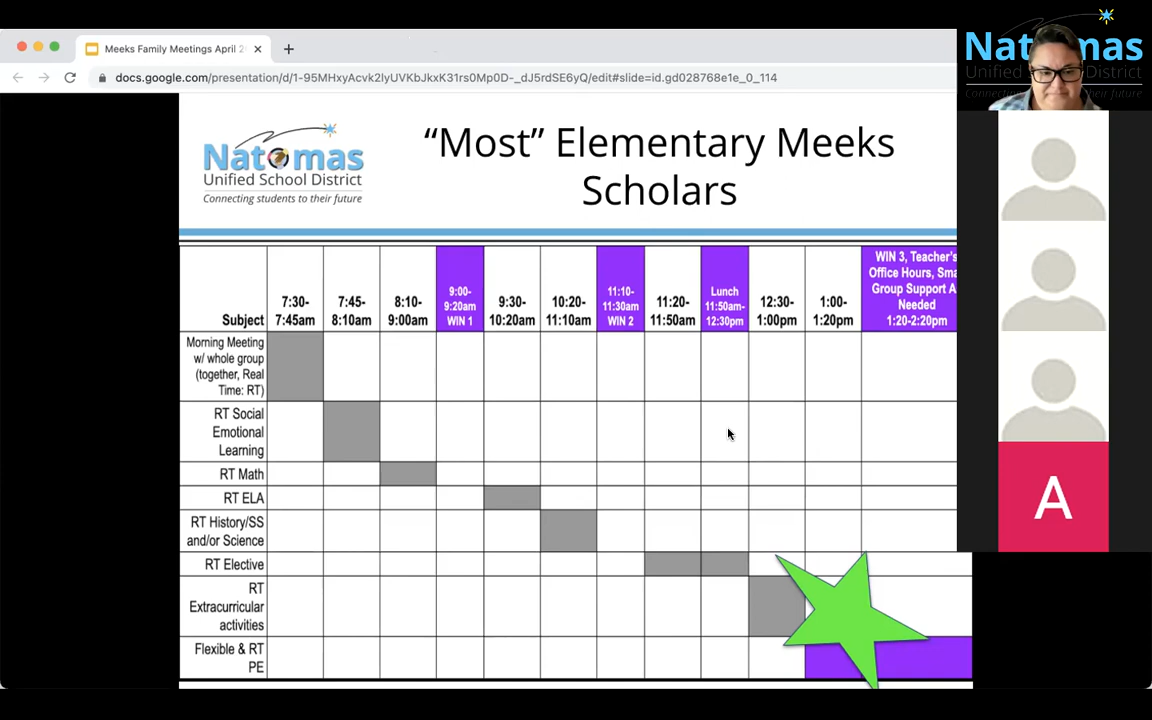 Meeks Family Meetings April 2
docs.google.com/presentation/d/1-95MHxyAcvk2IyUVKbJkxK31rs0Mp0D-_dJ5rdSE6yQ/edit#slide=id.gd028768e1e_0_114
Natomas
Unified School District
Connecting students to their future
“Most” Elementary Meeks
Scholars
Subject
7:30-
7:45am
7:45-
8:10am
8:10-
9:00am
9:00-
9:20am
WIN 1
9:30-
10:20am
10:20-
11:10am
11:10-
11:30am
WIN 2
11:20-
11:50am
Lunch
11:50am-
12:30pm
12:30-
1:00pm
1:00-
1:20pm
WIN 3, Teacher's
Office Hours, Sma
Group Support A
Needed
1:20-2:20pm
Morning Meeting
w/ whole group
(together, Real
Time: RT)
RT Social
Emotional
Learning
RT Math
RT ELA
RT History/SS
and/or Science
RT Elective
RT
Extracurricular
activities
Flexible & RT
PE
Natomas
Unified District
their future
A